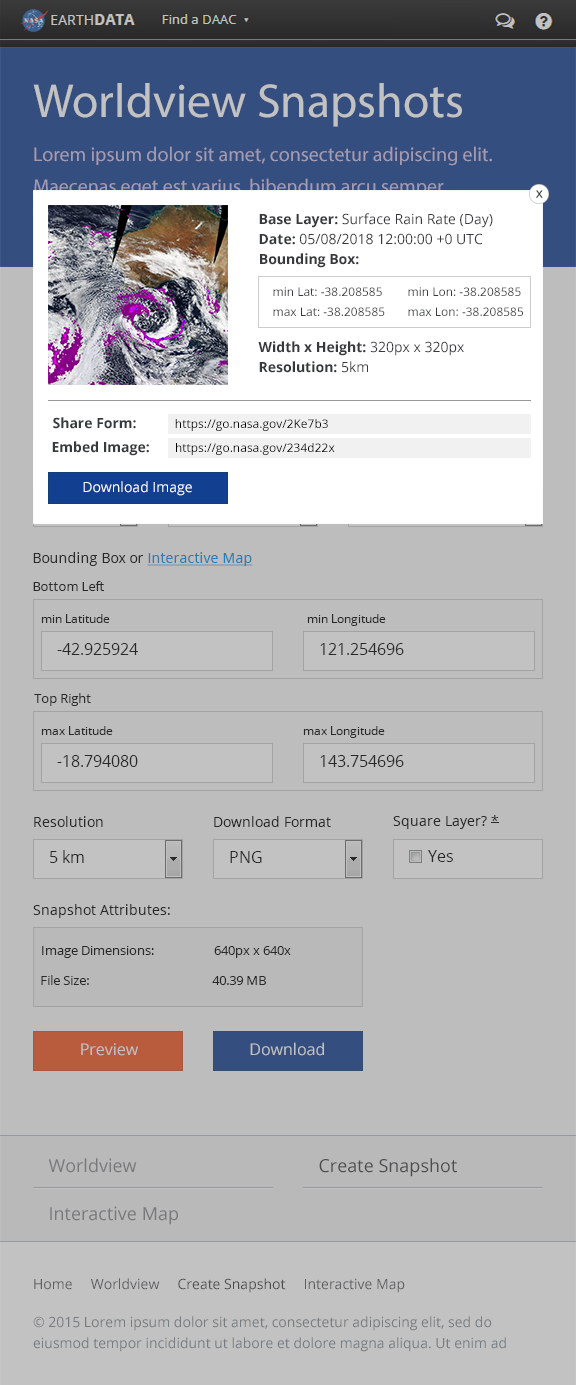 NASA EARTHDATA Find a DAAC ?
Worldview Snapshots
Lorem ipsum dolor sit amet, consectetur adipiscing elit.
Maecenas eget est varius, bibendum arcu semper
x
Base Layer: Surface Rain Rate (Day)
Date: 05/08/2018 12:00:00 +0 UTC
Bounding Box:
min Lat: -38.208585 min Lon: -38.208585
max Lat: -38.208585 max Lon: -38.208585
Width x Height: 320px x 320px
Resolution: 5km
Share Form: https://go.nasa.gov/2Ke7b3
Embed Image: https://go.nasa.gov/234d22x
Download Image
Bounding Box or Interactive Map
Bottom Left
min Latitude min Longitude
-42.925924 121.254696
Top Right
max Latitude max Longitude
-18.794080 143.754696
Resolution Download Format Square Layer? *
5 km PNG Yes
Snapshot Attributes:
Image Dimensions: 640px x 640x
File Size: 40.39 MB
Preview Download
Worldview Create Snapshot
Interactive Map
Home Worldview Create Snapshot Interactive Map
© 2015 Lorem ipsum dolor sit amet, consectetur adipiscing elit, sed do
eiusmod tempor incididunt ut labore et dolore magna aliqua. Ut enim ad